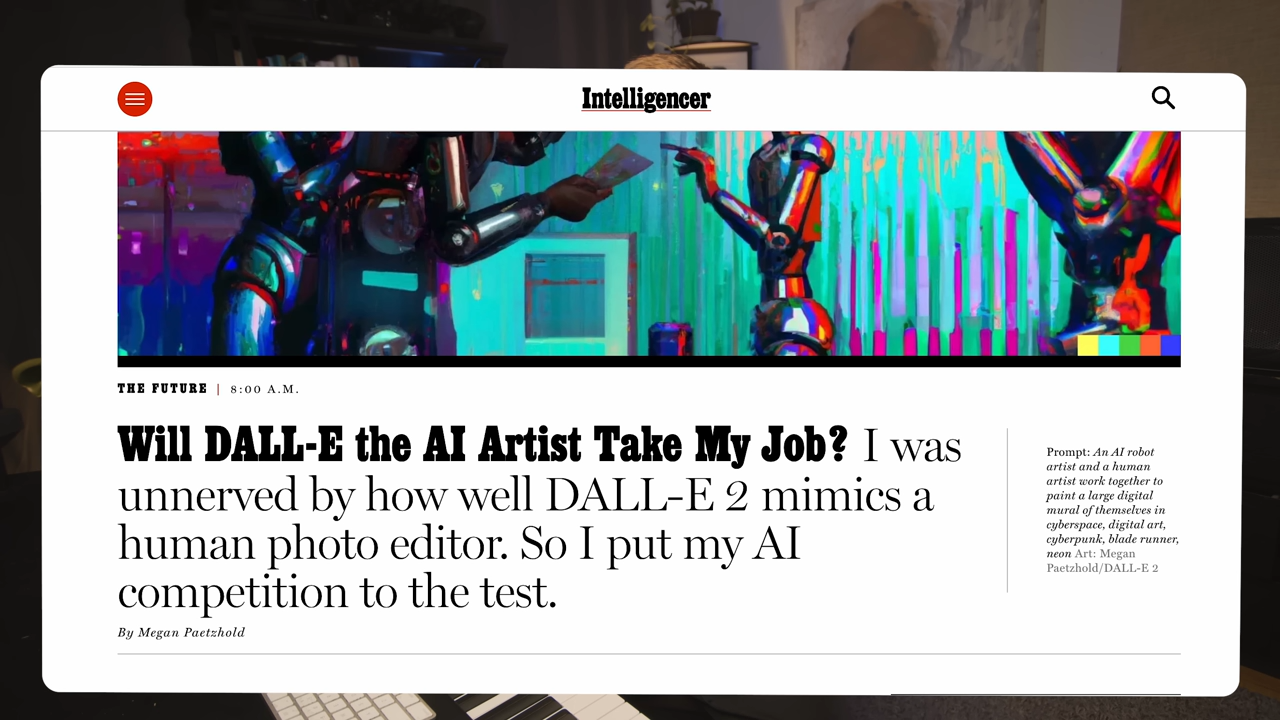 Intelligencer
THE FUTURE | 8:00 A.M.
Will DALL-E the AI Artist Take My Job? I was
unnerved by how well DALL-E 2 mimics a
human photo editor. So I put my AI
competition to the test.
By Megan Paetzhold
Prompt: An AI robot
artist and a human
artist work together to
paint a large digital
mural of themselves in
cyberspace, digital art,
cyberpunk, blade runner,
neon Art: Megan
Paetzhold/DALL-E 2